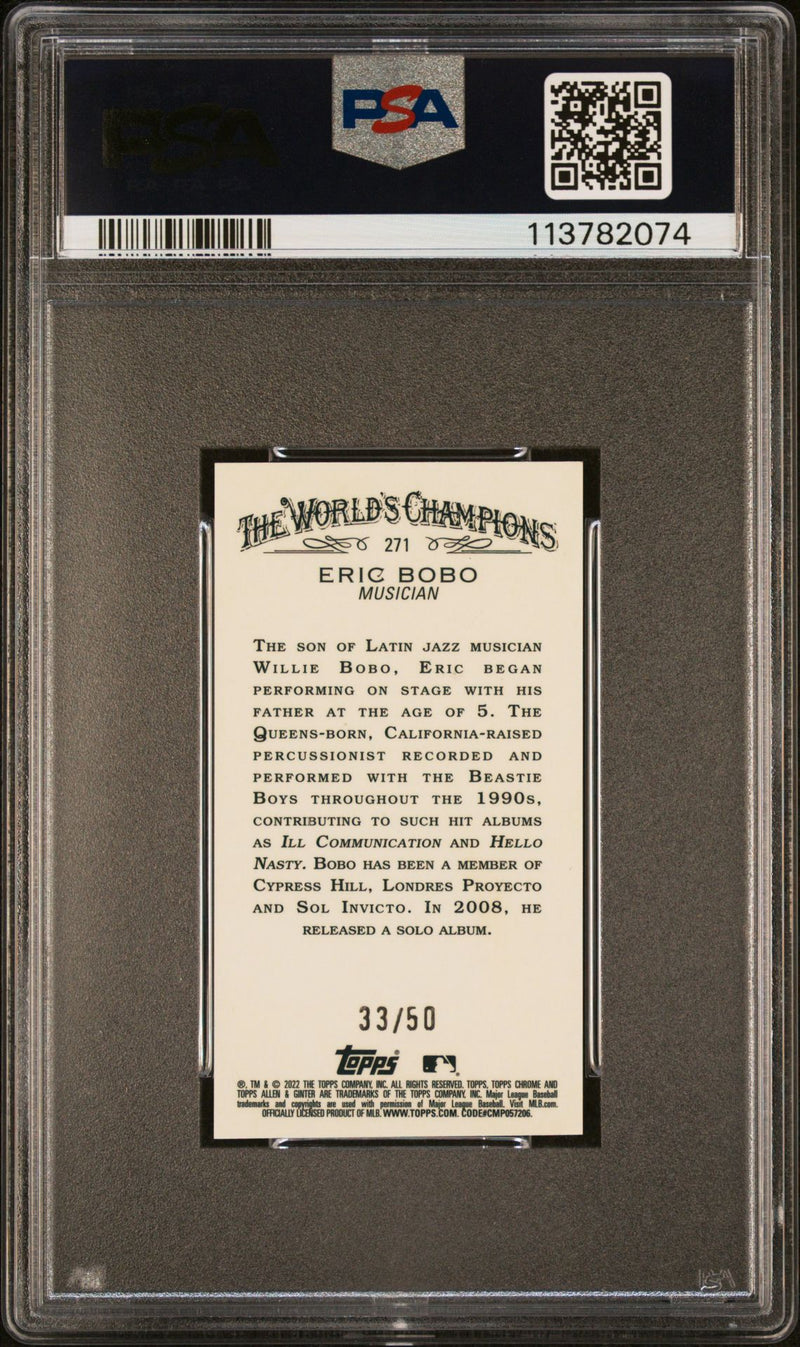 PSA
113782074
THE WORLD'S CHAMPIONS
271
ERIC BOBO
MUSICIAN
THE SON OF LATIN JAZZ MUSICIAN
WILLIE BOBO, ERIC BEGAN
PERFORMING ON STAGE WITH HIS
FATHER AT THE AGE OF 5. THE
QUEENS-BORN, CALIFORNIA-RAISED
PERCUSSIONIST RECORDED AND
PERFORMED WITH THE BEASTIE
BOYS THROUGHOUT THE 1990S,
CONTRIBUTING TO SUCH HIT ALBUMS
AS ILL COMMUNICATION AND HELLO
NASTY. BOBO HAS BEEN A MEMBER OF
CYPRESS HILL, LONDRES PROYECTO
AND SOL INVICTO. IN 2008, HE
RELEASED A SOLO ALBUM.
33/50
Topps®
®, TM & © 2022 THE TOPPS COMPANY, INC. ALL RIGHTS RESERVED. TOPPS, TOPPS CHROME AND
TOPPS ALLEN & GINTER ARE TRADEMARKS OF THE TOPPS COMPANY, INC. Major League Baseball
trademarks and copyrights are used with permission of Major League Baseball. Visit MLB.com.
OFFICIALLY LICENSED PRODUCT OF MLB. WWW.TOPPS.COM. CODE#CMP057206.
PSA